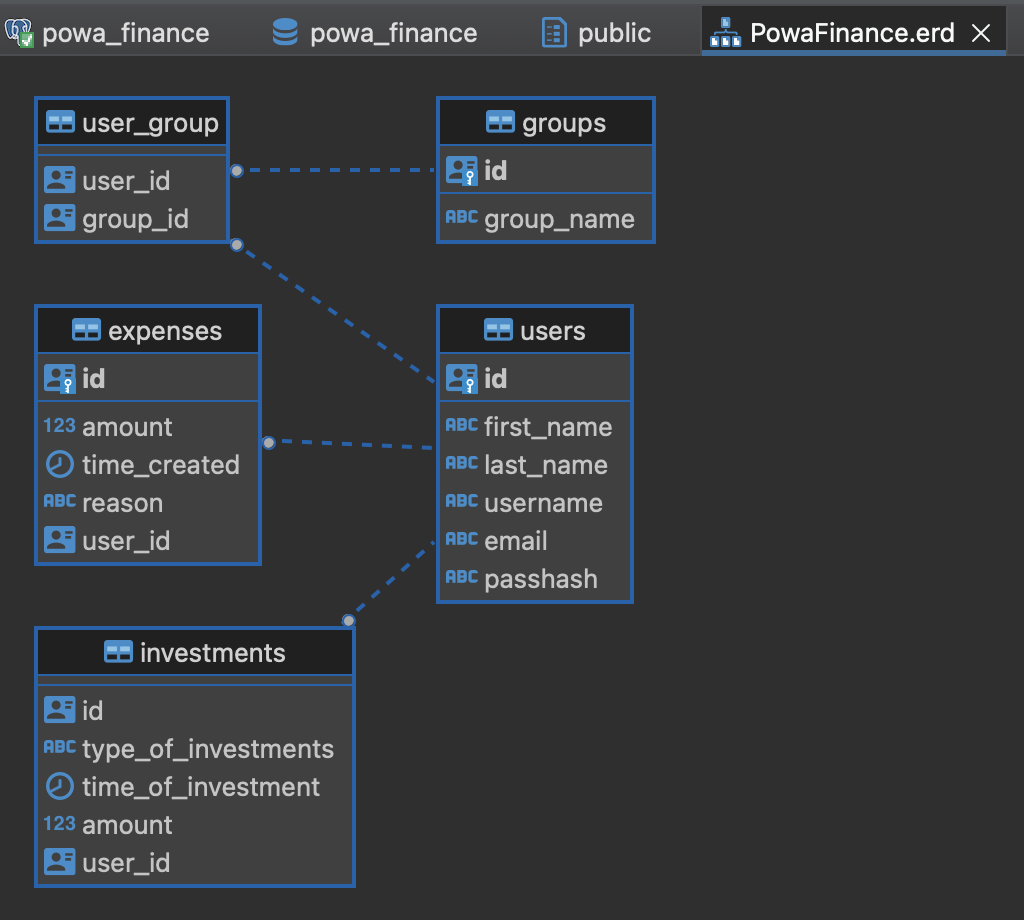 powa_finance
powa_finance
public
PowaFinance.erd
user_group
user_id
group_id
groups
id
ABC group_name
expenses
id
123 amount
time_created
ABC reason
user_id
users
id
ABC first_name
ABC last_name
ABC username
ABC email
ABC passhash
investments
id
ABC type_of_investments
time_of_investment
123 amount
user_id